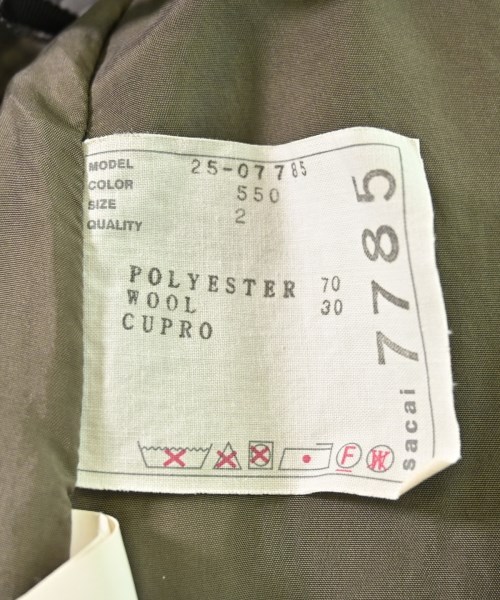 MODEL 25-07785
COLOR 550
SIZE 2
QUALITY
POLYESTER 70
WOOL 30
CUPRO
F
W
sacai 7785